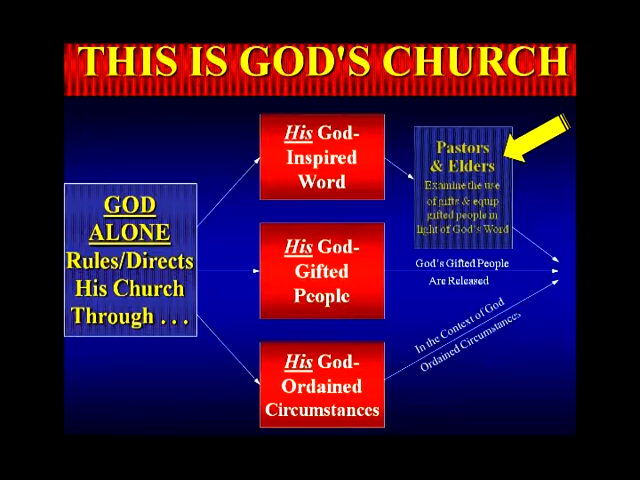 THIS IS GOD'S CHURCH
GOD
ALONE
Rules/Directs
His Church
Through . . .
His God-
Inspired
Word
His God-
Gifted
People
His God-
Ordained
Circumstances
Pastors
& Elders
Examine the use
of gifts & equip
gifted people in
light of God's Word
God's Gifted People
Are Released
In the Context of God
Ordained Circumstances